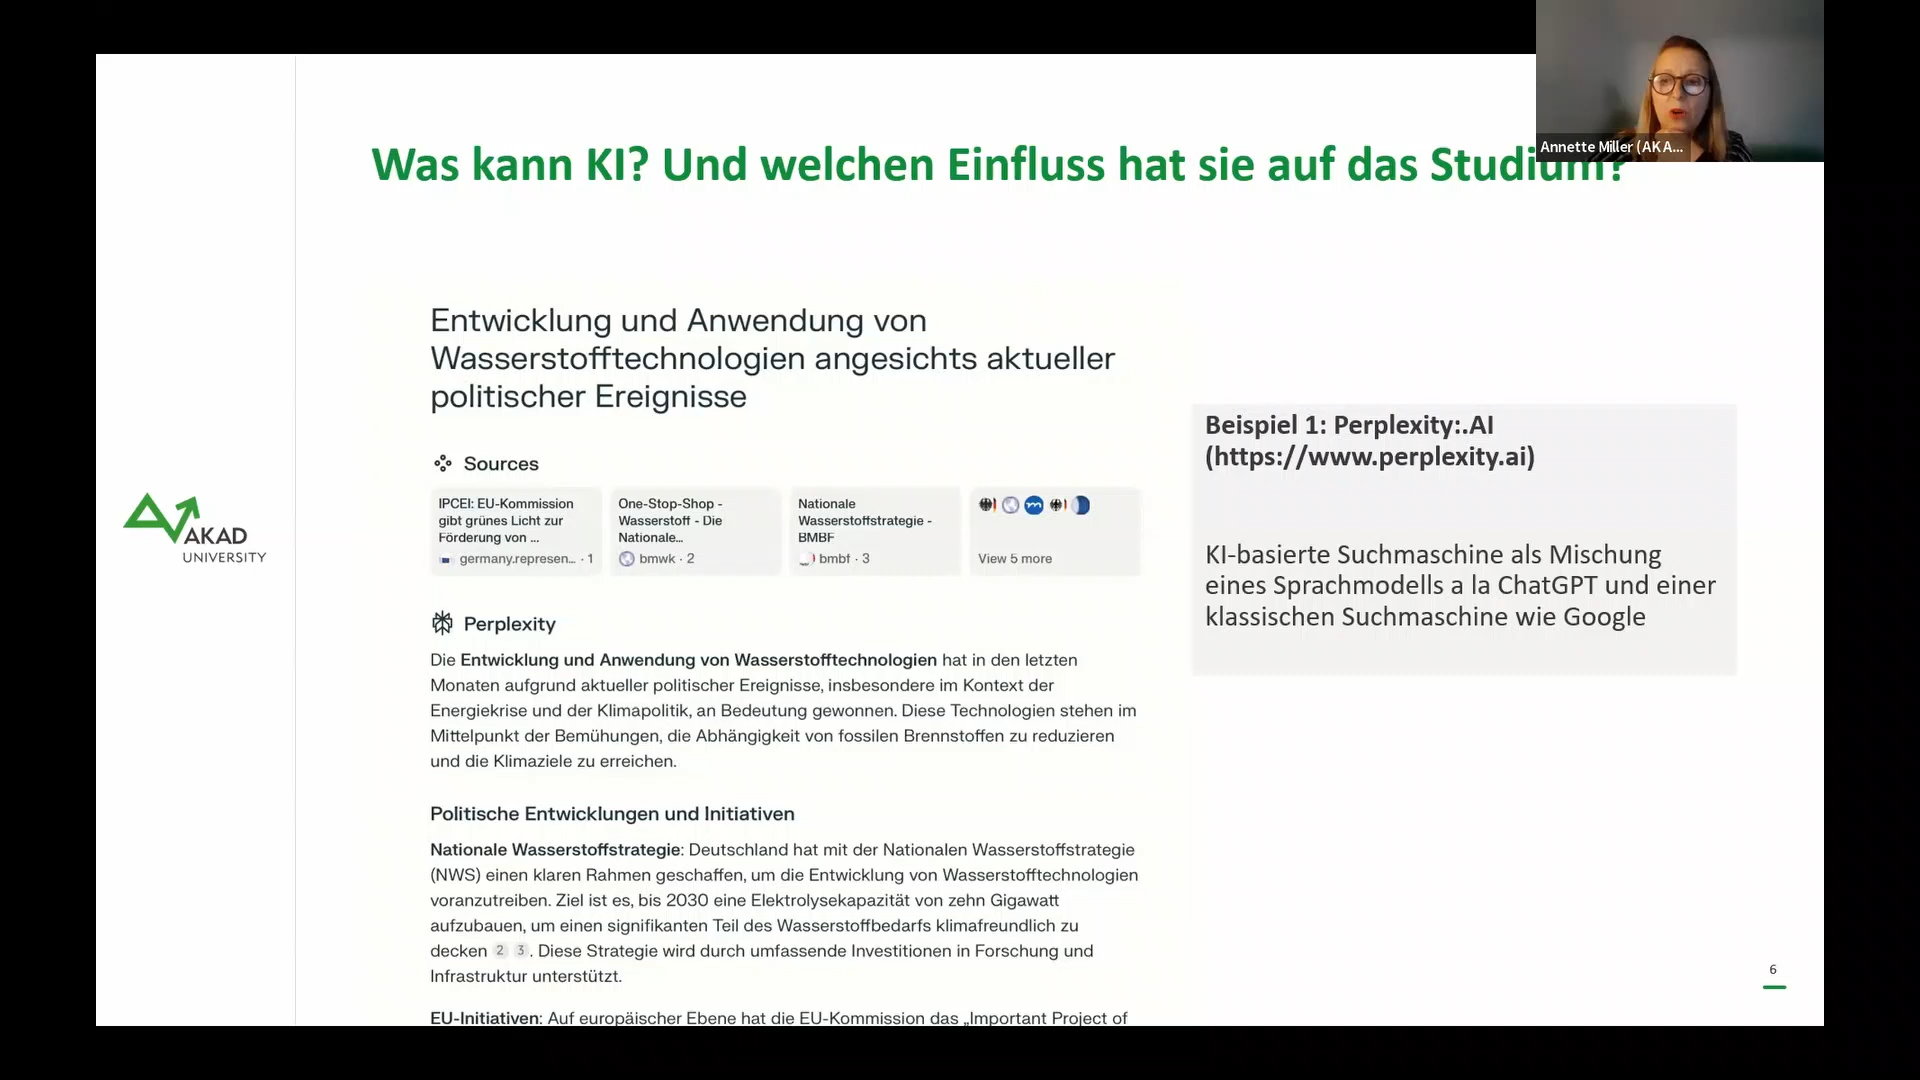 Annette Miller (AKA...
Was kann KI? Und welchen Einfluss hat sie auf das Studium?
Entwicklung und Anwendung von
Wasserstofftechnologien angesichts aktueller
politischer Ereignisse
Sources
IPCEI: EU-Kommission
gibt grünes Licht zur
Förderung von ...
germany.represen... · 1
One-Stop-Shop -
Wasserstoff - Die
Nationale...
bmwk · 2
Nationale
Wasserstoffstrategie -
BMBF
bmbf · 3
View 5 more
Perplexity
Die Entwicklung und Anwendung von Wasserstofftechnologien hat in den letzten
Monaten aufgrund aktueller politischer Ereignisse, insbesondere im Kontext der
Energiekrise und der Klimapolitik, an Bedeutung gewonnen. Diese Technologien stehen im
Mittelpunkt der Bemühungen, die Abhängigkeit von fossilen Brennstoffen zu reduzieren
und die Klimaziele zu erreichen.
Politische Entwicklungen und Initiativen
Nationale Wasserstoffstrategie: Deutschland hat mit der Nationalen Wasserstoffstrategie
(NWS) einen klaren Rahmen geschaffen, um die Entwicklung von Wasserstofftechnologien
voranzutreiben. Ziel ist es, bis 2030 eine Elektrolysekapazität von zehn Gigawatt
aufzubauen, um einen signifikanten Teil des Wasserstoffbedarfs klimafreundlich zu
decken 2 3. Diese Strategie wird durch umfassende Investitionen in Forschung und
Infrastruktur unterstützt.
EU-Initiativen: Auf europäischer Ebene hat die EU-Kommission das „Important Project of
Beispiel 1: Perplexity:.AI
(https://www.perplexity.ai)
KI-basierte Suchmaschine als Mischung
eines Sprachmodells a la ChatGPT und einer
klassischen Suchmaschine wie Google
AKAD
UNIVERSITY
6